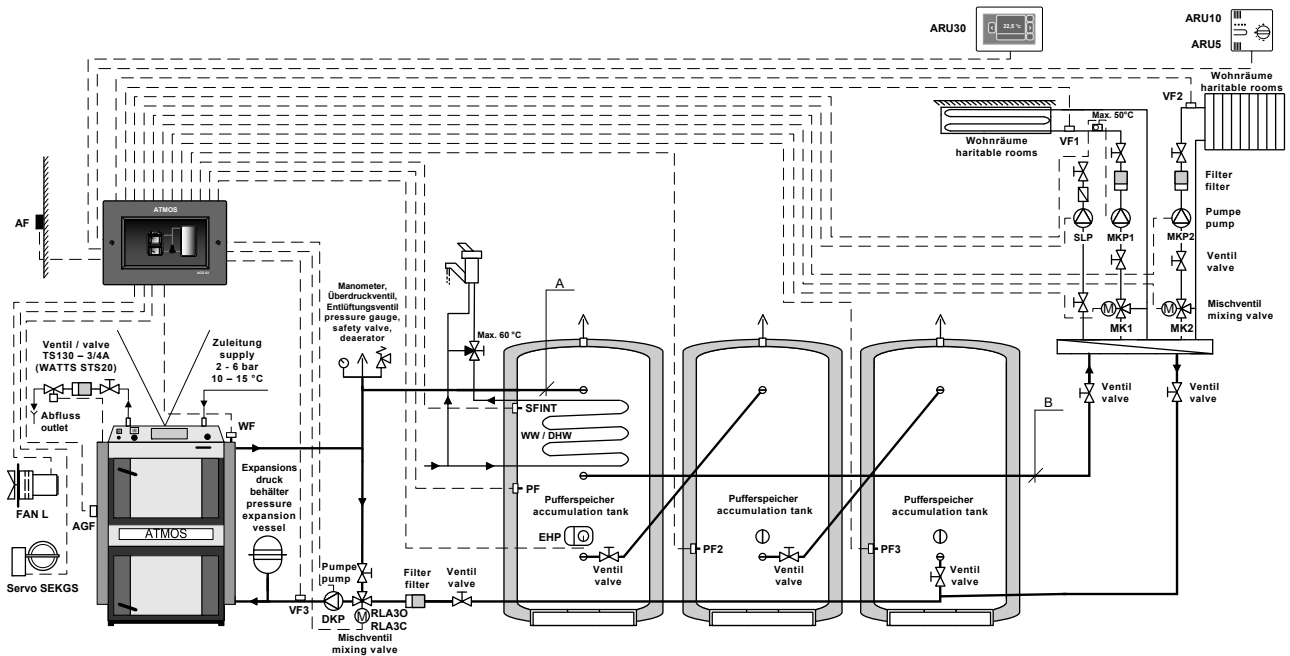 ARU30
22,5 °c
ARU10
ARU5
Wohnräume
haritable rooms
VF2
Max. 50°C
VF1
Wohnräume
haritable rooms
Filter
filter
AF
ATMOS
SLP
MKP1
MKP2
Pumpe
pump
Ventil
valve
Mischventil
mixing valve
M
MK1
M
MK2
Manometer,
Überdruckventil,
Entlüftungsventil
pressure gauge,
safety valve,
deaerator
A
Max. 60 °C
Ventil / valve
TS130 – 3/4A
(WATTS STS20)
Zuleitung
supply
2 - 6 bar
10 – 15 °C
Abfluss
outlet
WF
SFINT
WW / DHW
Ventil
valve
Ventil
valve
B
FAN L
AGF
ATMOS
Servo SEKGS
Expansions
druck
behälter
pressure
expansion
vessel
PF
Pufferspeicher
accumulation tank
Pufferspeicher
accumulation tank
Pufferspeicher
accumulation tank
EHP
PF2
PF3
Ventil
valve
Ventil
valve
Ventil
valve
VF3
Pumpe
pump
DKP
M
RLA3O
RLA3C
Mischventil
mixing valve
Filter
filter
Ventil
valve